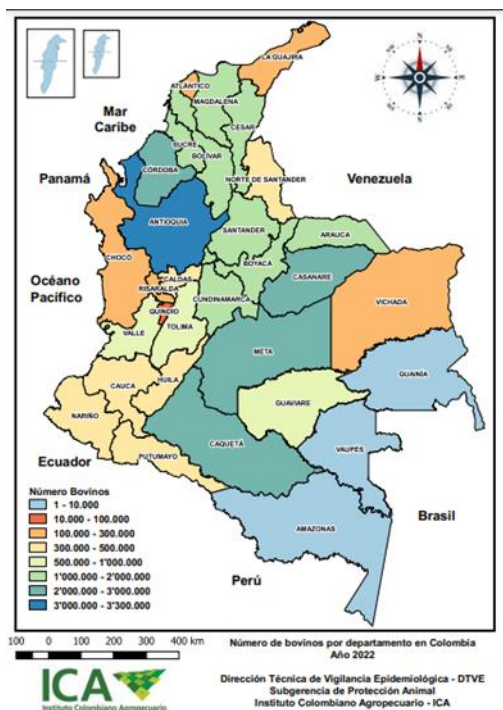 LA GUAJIRA
ATLÁNTICO
MAGDALENA
Mar
Caribe
CESAR
SUCRE
CÓRDOBA
BOLÍVAR
NORTE DE SANTANDER
Panamá
Venezuela
ANTIOQUIA
SANTANDER
ARAUCA
CHOCÓ
BOYACÁ
CASANARE
CALDAS
Océano
Pacífico
RISARALDA
CUNDINAMARCA
VICHADA
QUINDÍO
VALLE
TOLIMA
META
GUAINÍA
HUILA
CAUCA
GUAVIARE
NARIÑO
VAUPÉS
CAQUETÁ
Ecuador
PUTUMAYO
Número Bovinos
1 - 10.000
10.000 - 100.000
100.000 - 300.000
300.000 - 500.000
500.000 - 1'000.000
1'000.000 - 2'000.000
2'000.000 - 3'000.000
3'000.000 - 3'300.000
Brasil
AMAZONAS
Perú
100 0 100 200 300 400 km
Número de bovinos por departamento en Colombia
Año 2022
ICA
Instituto Colombiano Agropecuario
Dirección Técnica de Vigilancia Epidemiológica - DTVE
Subgerencia de Protección Animal
Instituto Colombiano Agropecuario - ICA